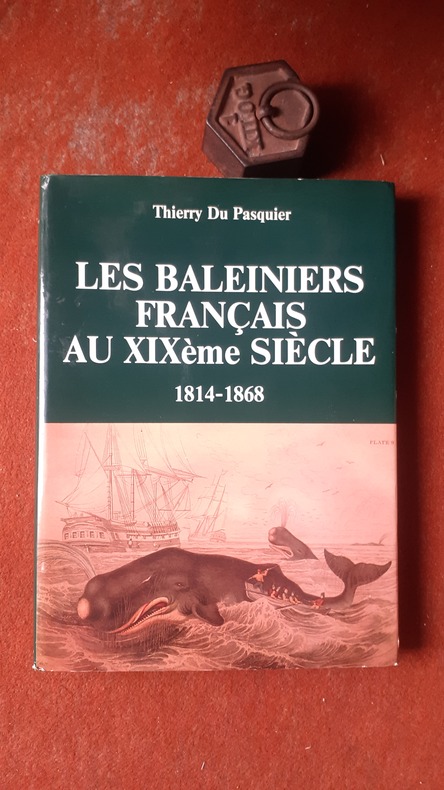 Thierry Du Pasquier
LES BALEINIERS
FRANÇAIS
AU XIXème SIÈCLE
1814-1868